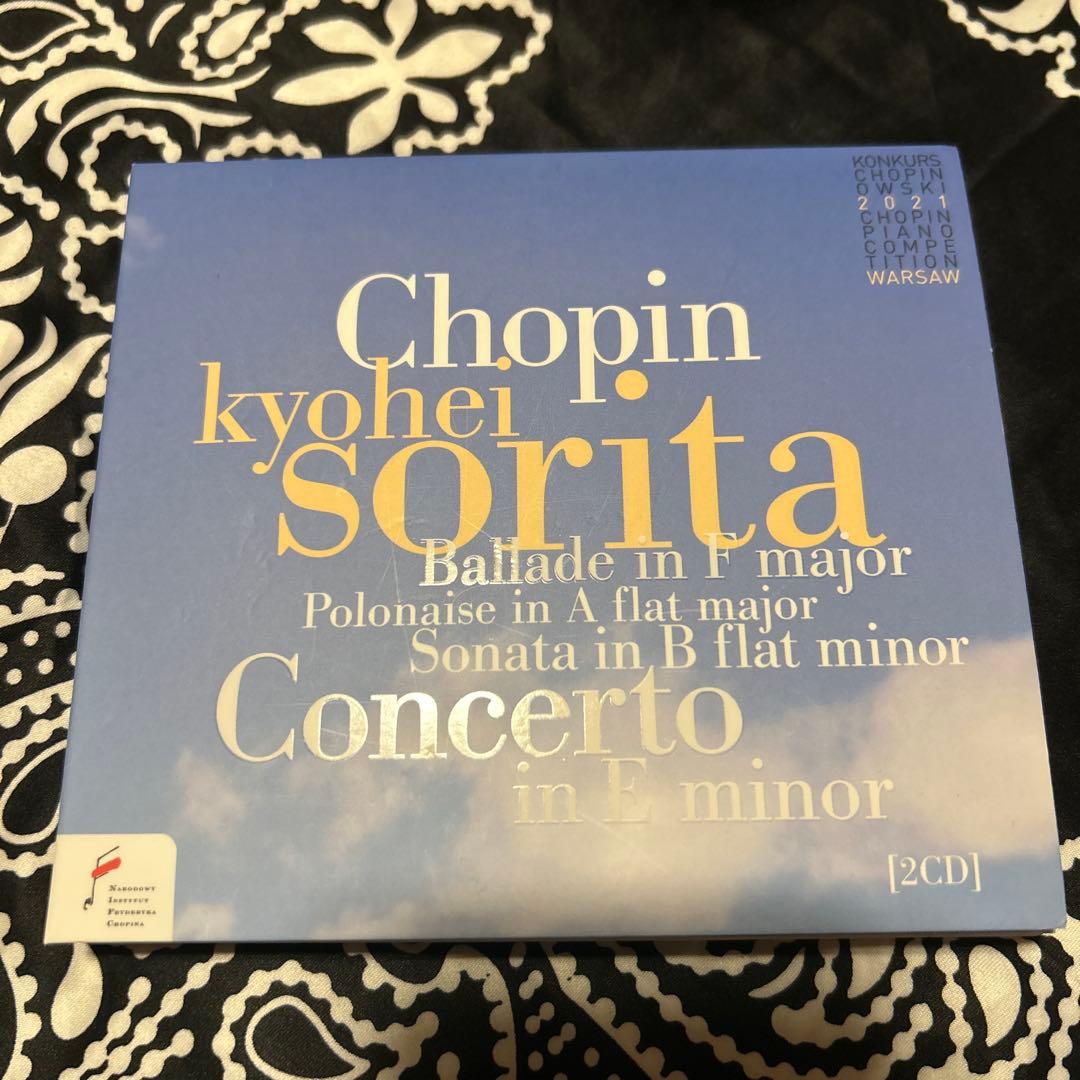 KONKURS
CHOPIN
OWSKI
2021
CHOPIN
PIANO
COMPE
TITION
WARSAW
Chopin
kyohei
sorita
Ballade in F major
Polonaise in A flat major
Sonata in B flat minor
Concerto
in E minor
[2CD]
Narodowy
Instytut
Fryderyka
Chopina